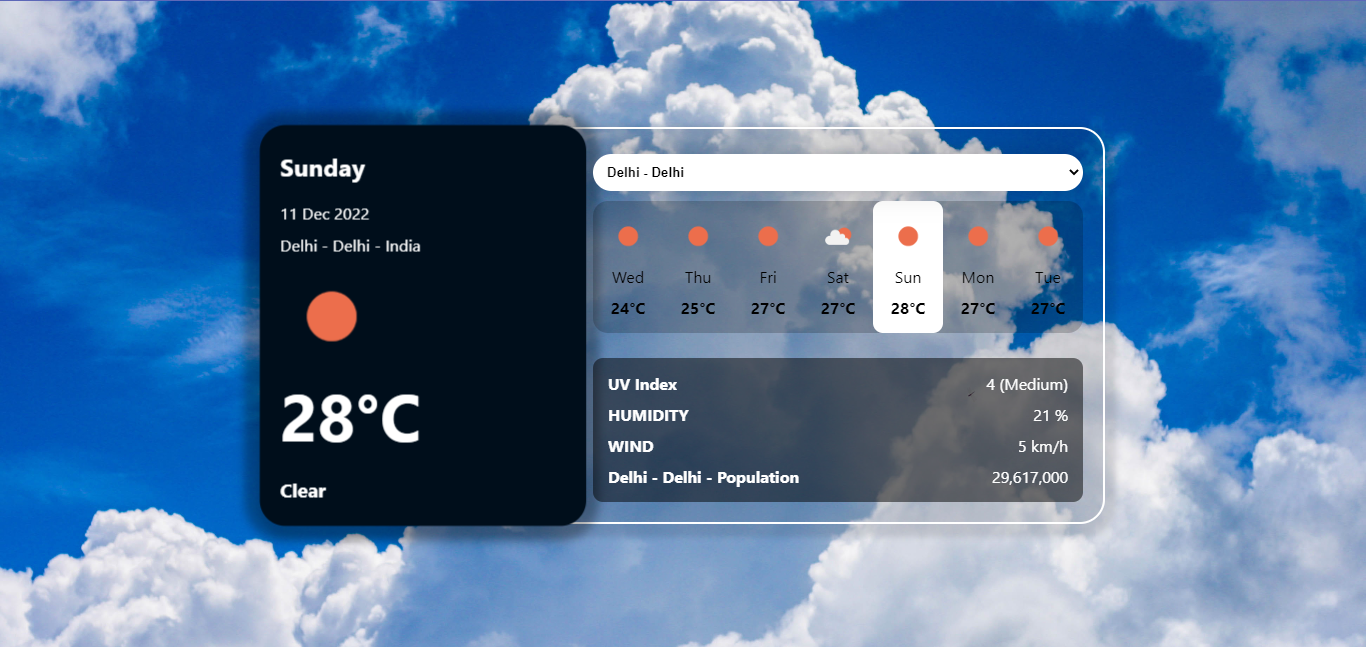 Sunday
11 Dec 2022
Delhi - Delhi - India
28°C
Clear
Delhi - Delhi
Wed Thu Fri Sat Sun Mon Tue
24°C 25°C 27°C 27°C 28°C 27°C 27°C
UV Index 4 (Medium)
HUMIDITY 21 %
WIND 5 km/h
Delhi - Delhi - Population 29,617,000